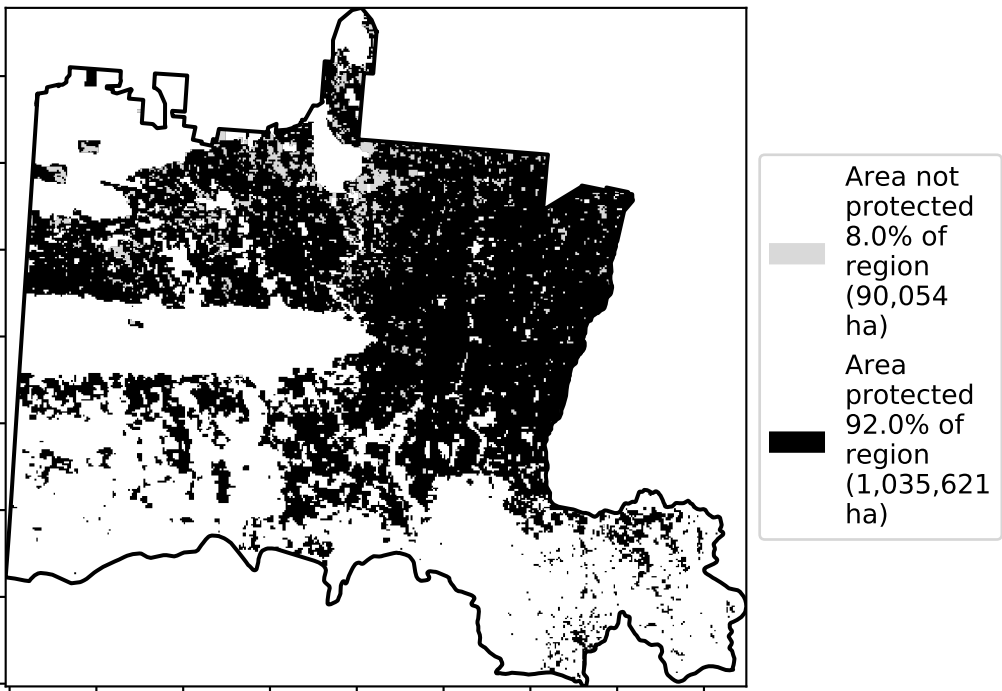 Area not
protected
8.0% of
region
(90,054
ha)
Area
protected
92.0% of
region
(1,035,621
ha)